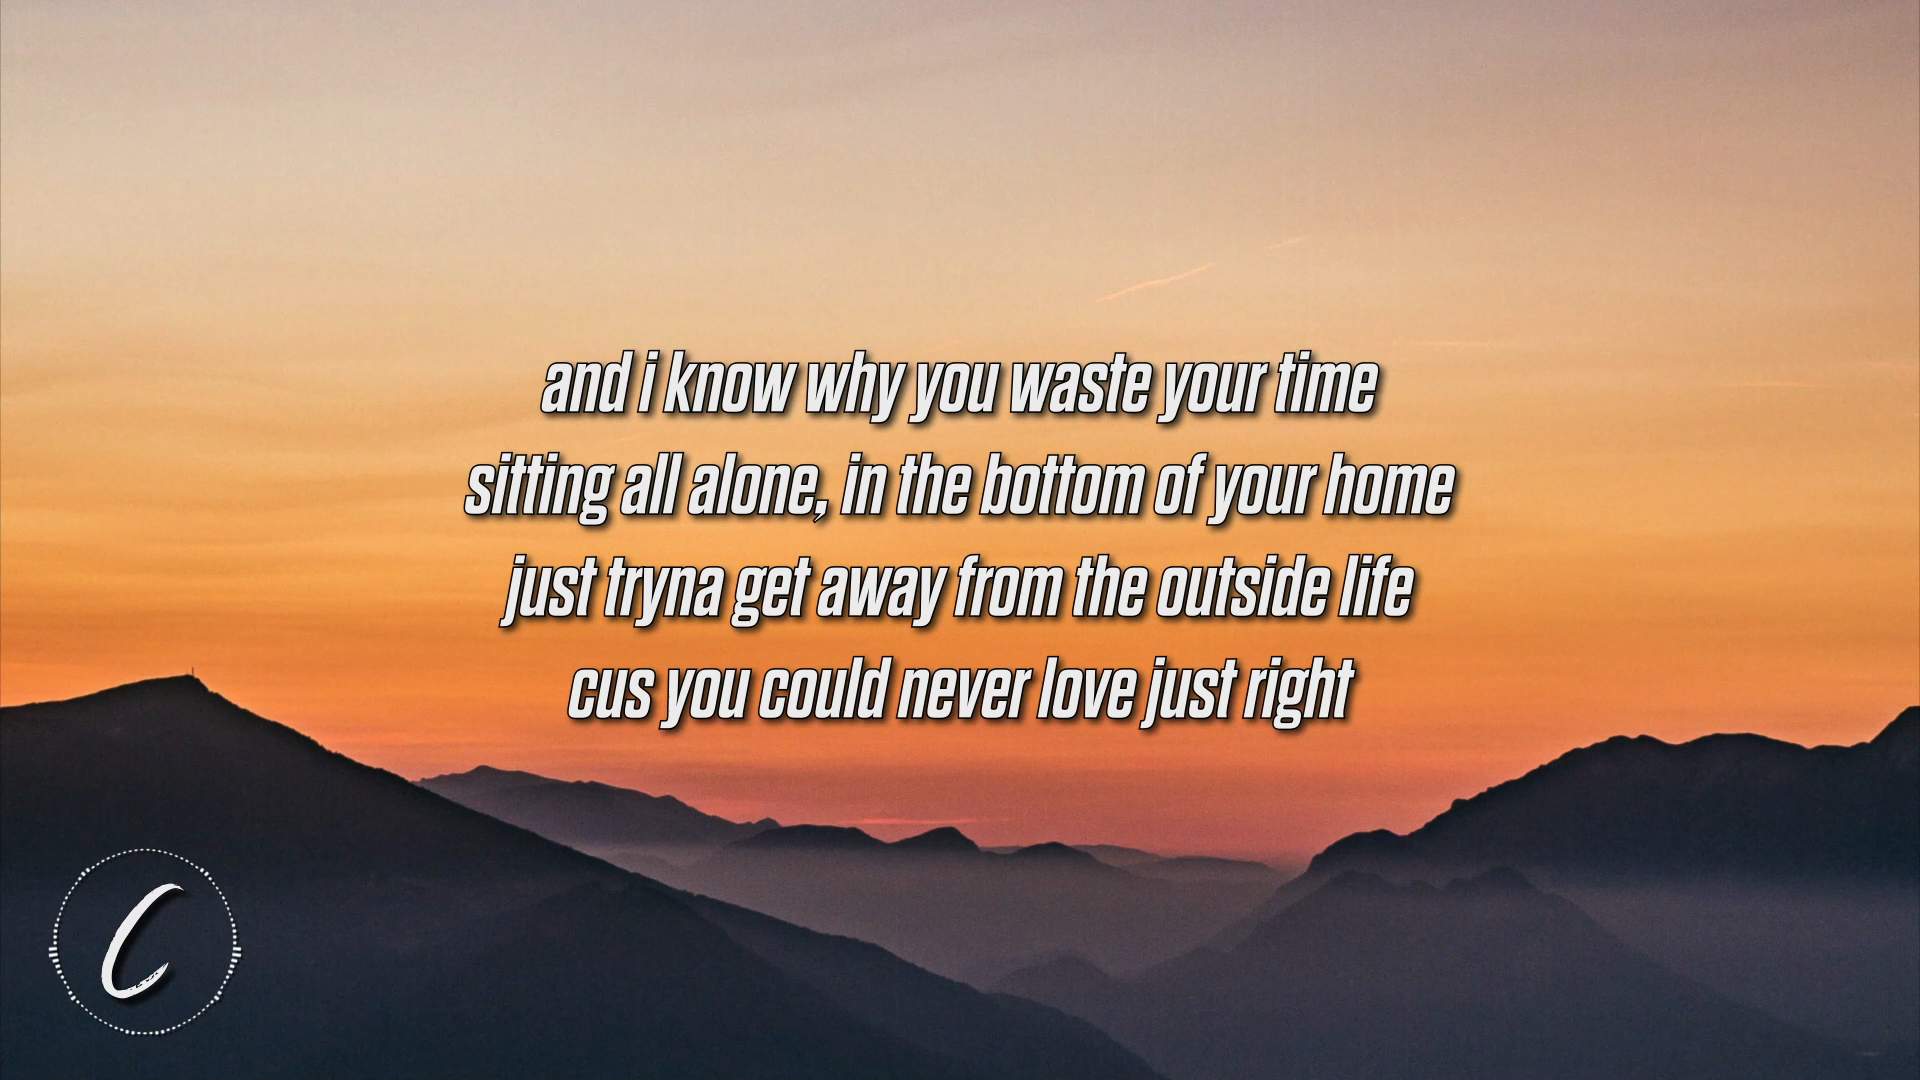 and i know why you waste your time
sitting all alone, in the bottom of your home
just tryna get away from the outside life
cus you could never love just right
C